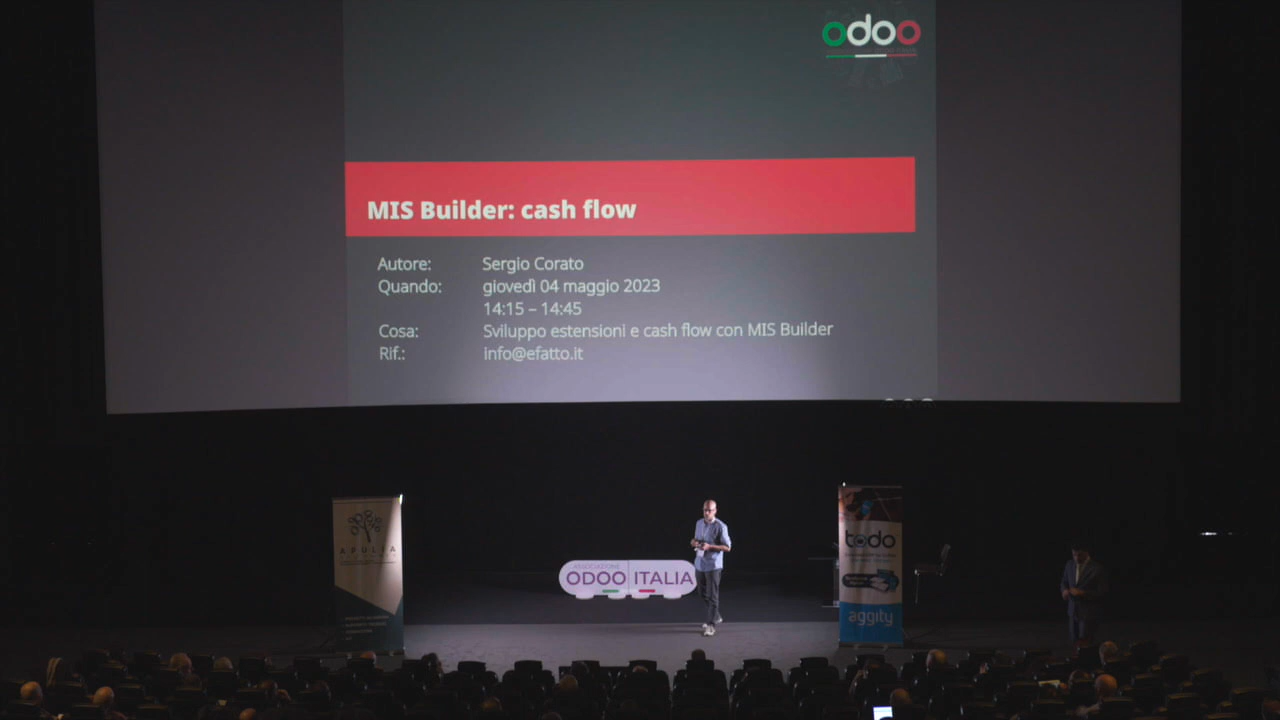 odoo
MIS Builder: cash flow
Autore: Sergio Corato
Quando: giovedì 04 maggio 2023
14:15 – 14:45
Cosa: Sviluppo estensioni e cash flow con MIS Builder
Rif.: info@efatto.it
APULIA
ASSOCIAZIONE
ODOO ITALIA
todo
aggity